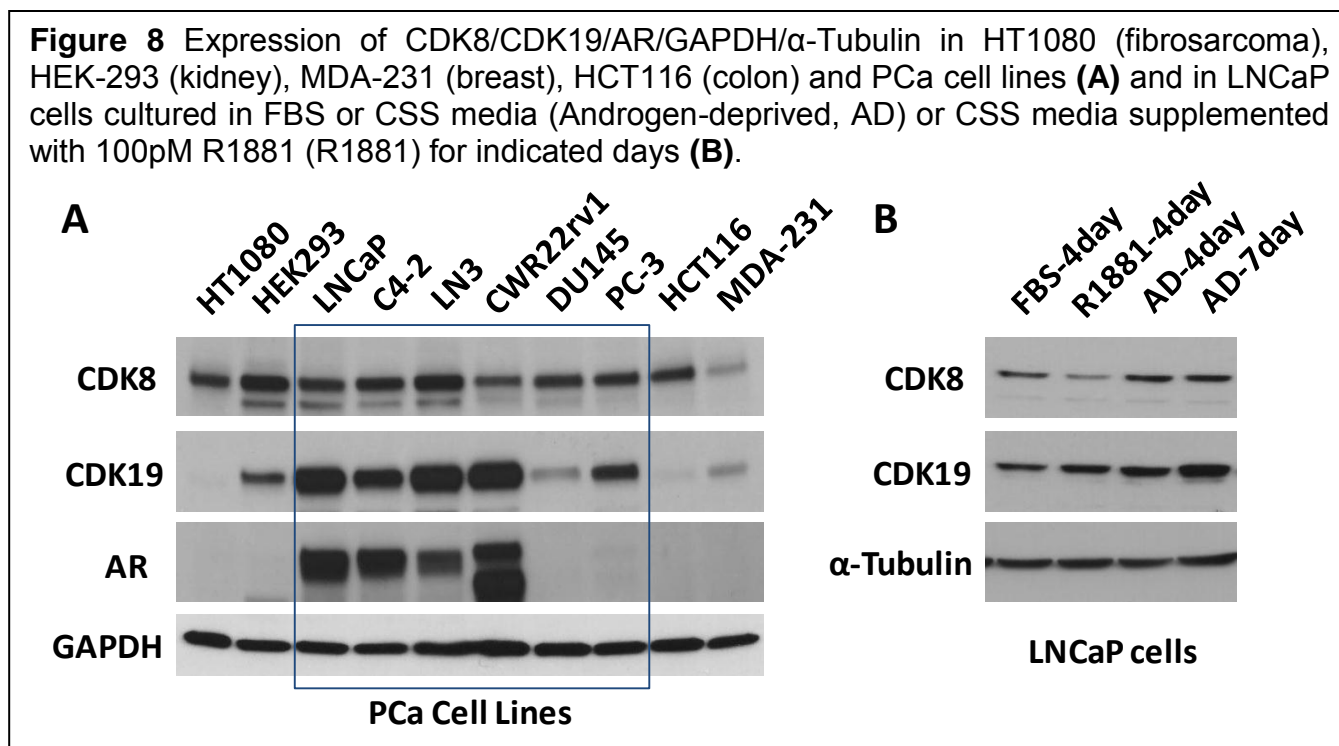 Figure 8 Expression of CDK8/CDK19/AR/GAPDH/α-Tubulin in HT1080 (fibrosarcoma),
HEK-293 (kidney), MDA-231 (breast), HCT116 (colon) and PCa cell lines (A) and in LNCaP
cells cultured in FBS or CSS media (Androgen-deprived, AD) or CSS media supplemented
with 100pM R1881 (R1881) for indicated days (B).
A
HT1080
HEK293
LNCaP
C4-2
LN3
CWR22rv1
DU145
PC-3
HCT116
MDA-231
CDK8
CDK19
AR
GAPDH
PCa Cell Lines
B
FBS-4day
R1881-4day
AD-4day
AD-7day
CDK8
CDK19
α-Tubulin
LNCaP cells